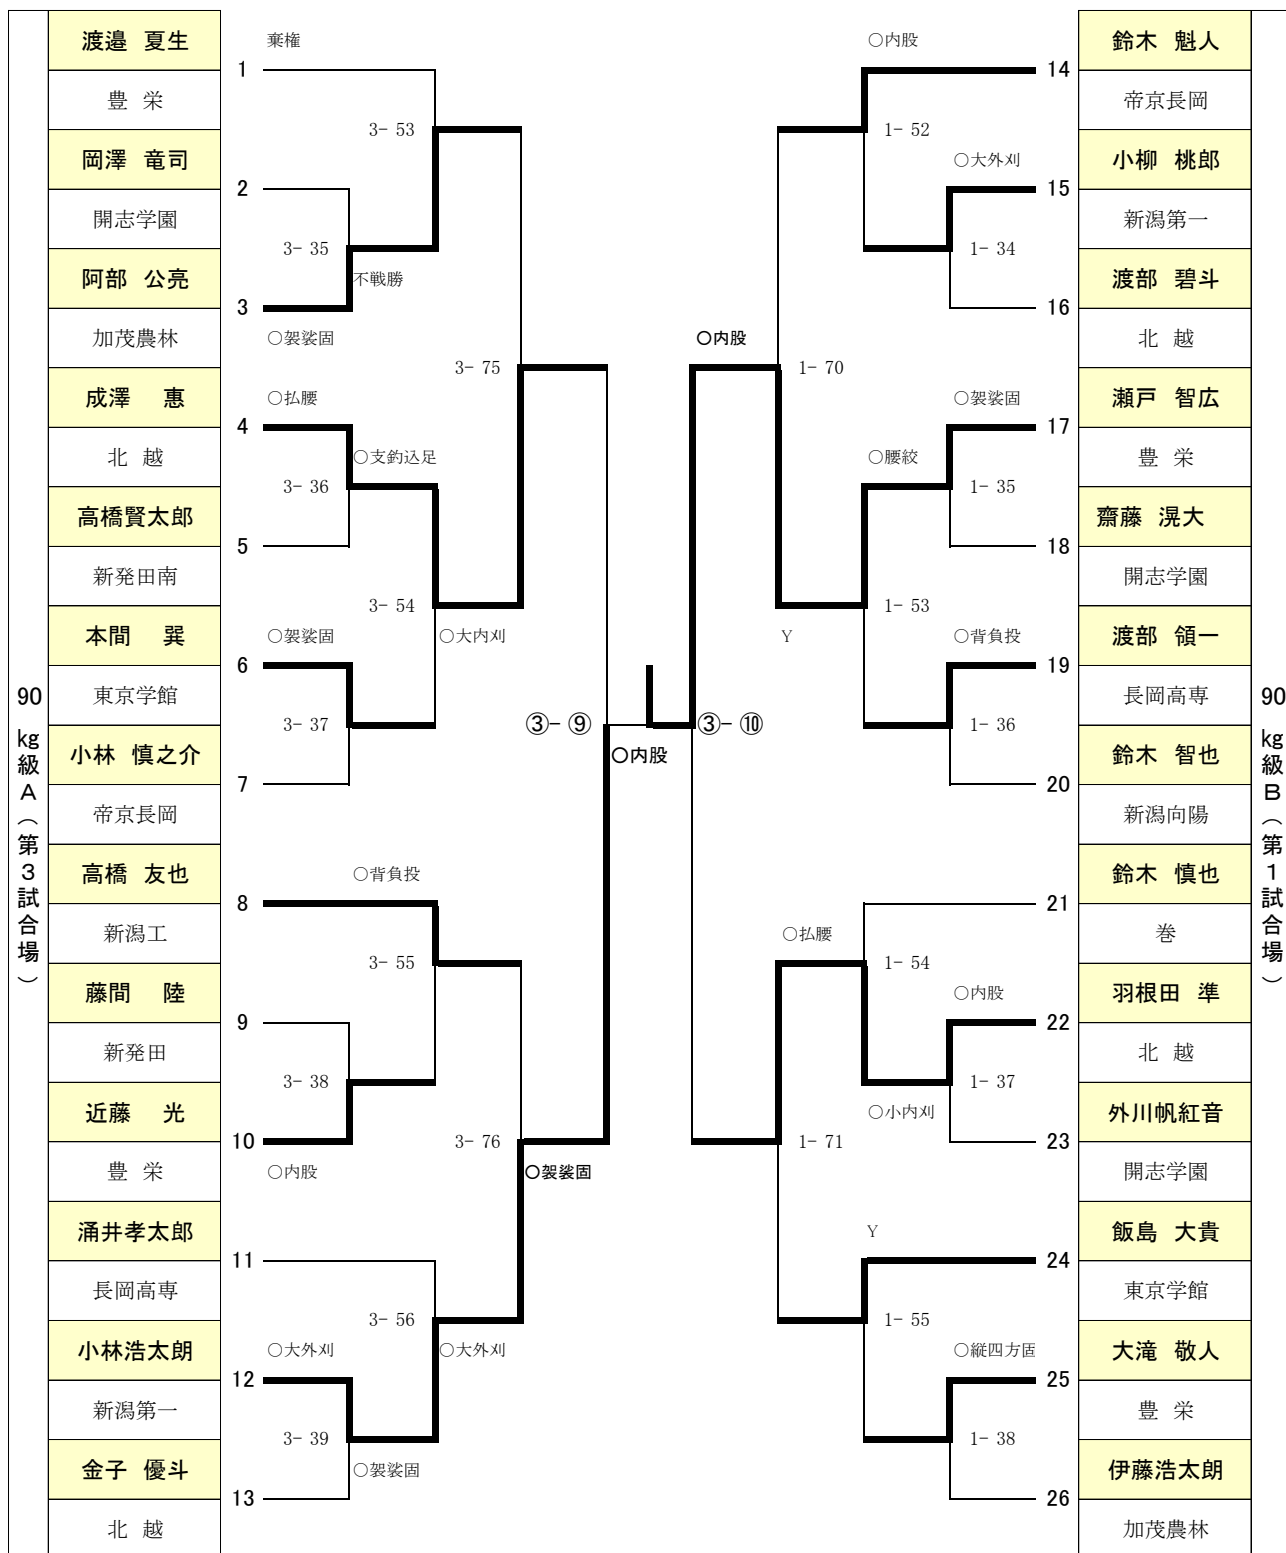 90
kg
級
A
（
第
3
試
合
場
）
渡邉 夏生
棄権
1
豊 栄
3- 53
岡澤 竜司
2
開志学園
3- 35
阿部 公亮
不戦勝
3
加茂農林
○袈裟固
3- 75
成澤 惠
○払腰
4
北 越
○支釣込足
3- 36
高橋賢太郎
5
新発田南
3- 54
本間 巽
○袈裟固
○大内刈
6
東京学館
3- 37
③- ⑨
○内股
小林 慎之介
7
帝京長岡
高橋 友也
○背負投
8
新潟工
3- 55
藤間 陸
9
新発田
3- 38
近藤 光
10
3- 76
豊 栄
○内股
○袈裟固
涌井孝太郎
11
長岡高専
3- 56
小林浩太朗
○大外刈
○大外刈
12
新潟第一
3- 39
金子 優斗
○袈裟固
13
北 越
○内股
鈴木 魁人
14
帝京長岡
1- 52
○大外刈
小柳 桃郎
15
新潟第一
1- 34
渡部 碧斗
16
北 越
○内股
1- 70
○袈裟固
瀬戸 智広
17
豊 栄
○腰絞
1- 35
齋藤 滉大
18
開志学園
1- 53
Y
○背負投
渡部 領一
19
長岡高専
③- ⑩
1- 36
鈴木 智也
20
新潟向陽
鈴木 慎也
21
巻
○払腰
1- 54
○内股
羽根田 準
22
北 越
1- 37
○小内刈
外川帆紅音
23
1- 71
開志学園
Y
飯島 大貴
24
東京学館
1- 55
○縦四方固
大滝 敬人
25
豊 栄
1- 38
伊藤浩太朗
26
加茂農林
90
kg
級
B
（
第
1
試
合
場
）